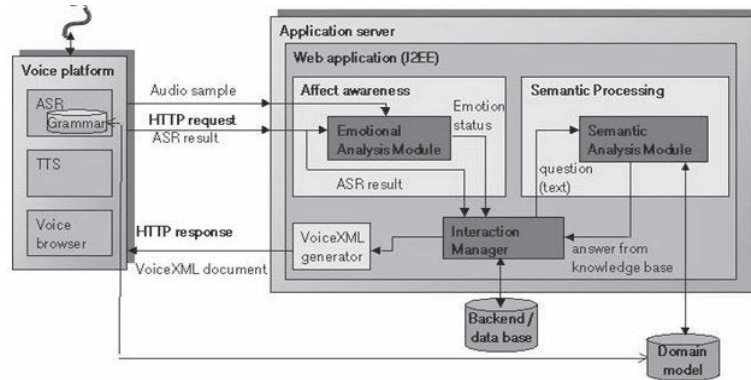 Application server
Web application (J2EE)
Voice platform
ASR
Grammar
TTS
Voice
browser
Audio sample
HTTP request
ASR result
HTTP response
VoiceXML document
Affect awareness
Emotional
Analysis Module
Emotion
status
ASR result
Semantic Processing
Semantic
Analysis Module
question
(text)
VoiceXML
generator
Interaction
Manager
answer from
knowledge base
Backend /
data base
Domain
model